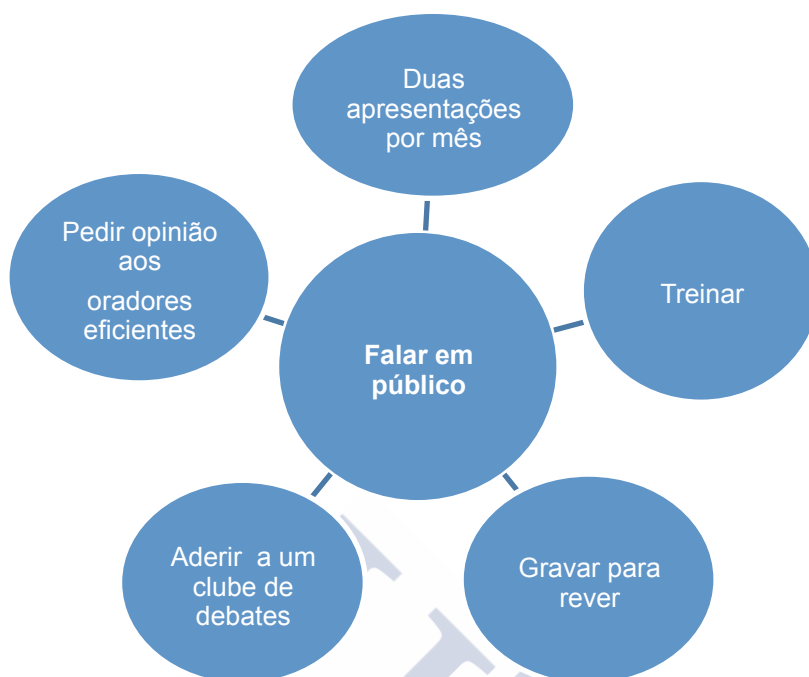 Duas
apresentações
por mês
Pedir opinião
aos
oradores
eficientes
Treinar
Falar em
público
Aderir a um
clube de
debates
Gravar para
rever